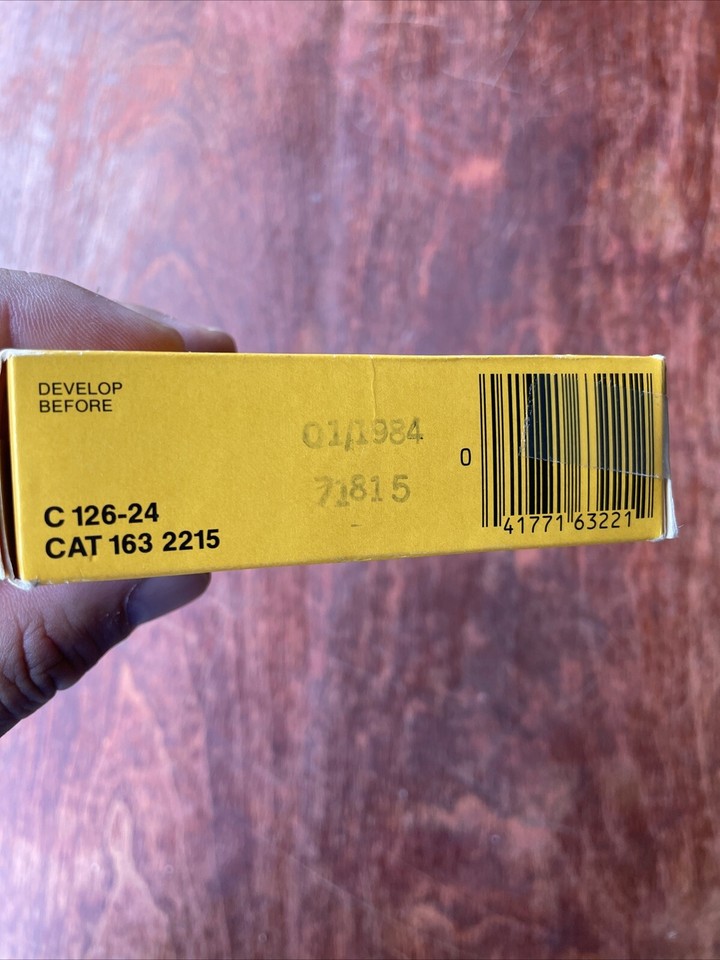 DEVELOP
BEFORE
01/1984
71815
C 126-24
CAT 163 2215
0 41771 63221